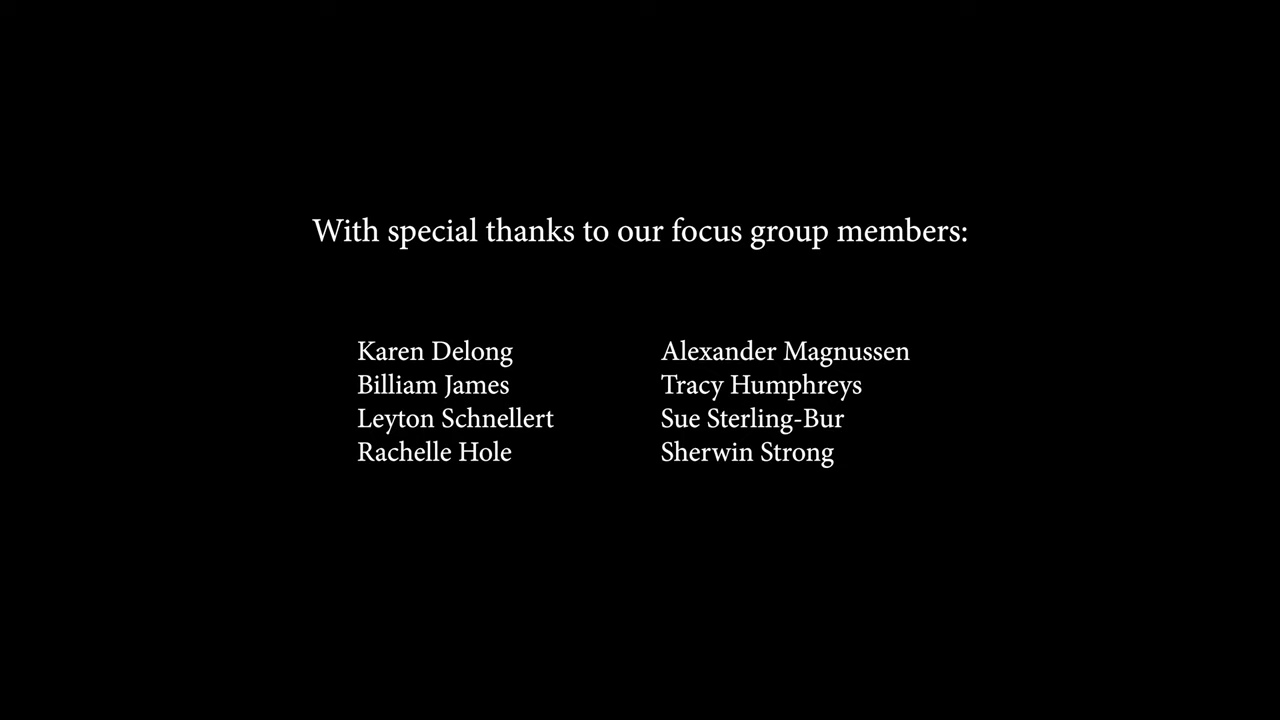 With special thanks to our focus group members:
Karen Delong
Billiam James
Leyton Schnellert
Rachelle Hole
Alexander Magnussen
Tracy Humphreys
Sue Sterling-Bur
Sherwin Strong